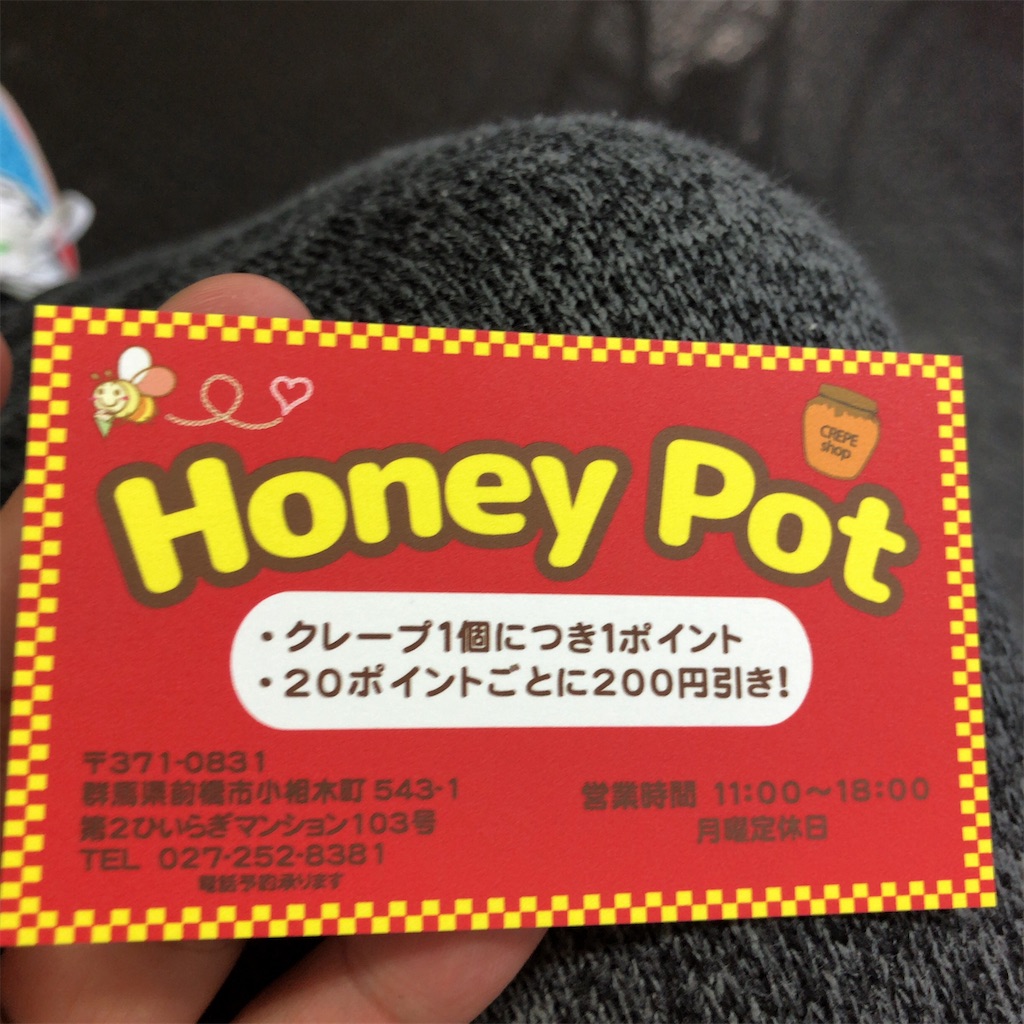 CREPE
shop
Honey Pot
・クレープ1個につき1ポイント
・20ポイントごとに200円引き!
〒371-0831
群馬県前橋市小相木町 543-1
第2ひいらぎマンション103号
TEL 027-252-8381
電話予約承ります
営業時間 11:00〜18:00
月曜定休日